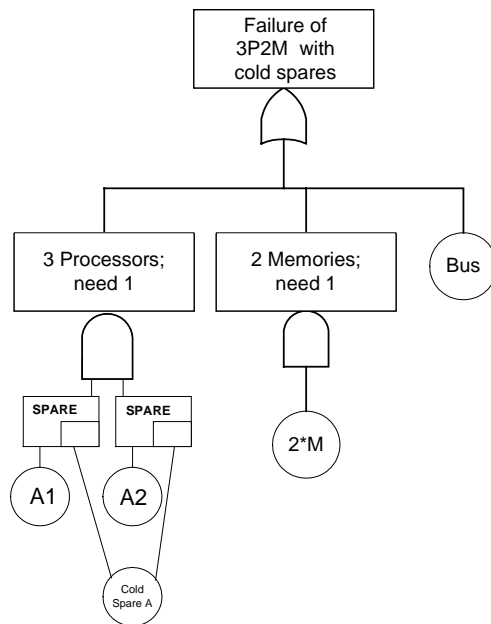 Failure of
3P2M with
cold spares
3 Processors;
need 1
2 Memories;
need 1
Bus
SPARE
SPARE
2*M
A1
A2
Cold
Spare A